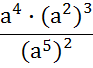 a⁴ · (a²)³
(a⁵)²